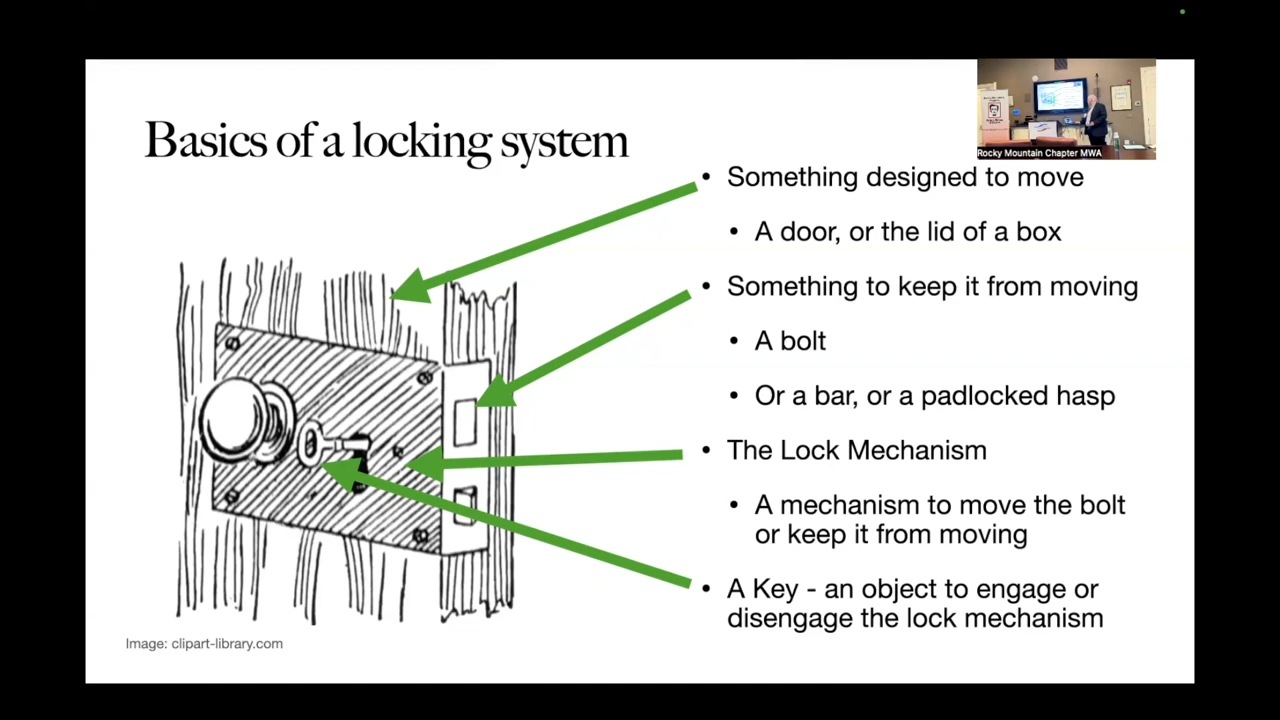 Basics of a locking system
Rocky Mountain Chapter MWA
• Something designed to move
• A door, or the lid of a box
• Something to keep it from moving
• A bolt
• Or a bar, or a padlocked hasp
• The Lock Mechanism
• A mechanism to move the bolt
or keep it from moving
• A Key - an object to engage or
disengage the lock mechanism
Image: clipart-library.com